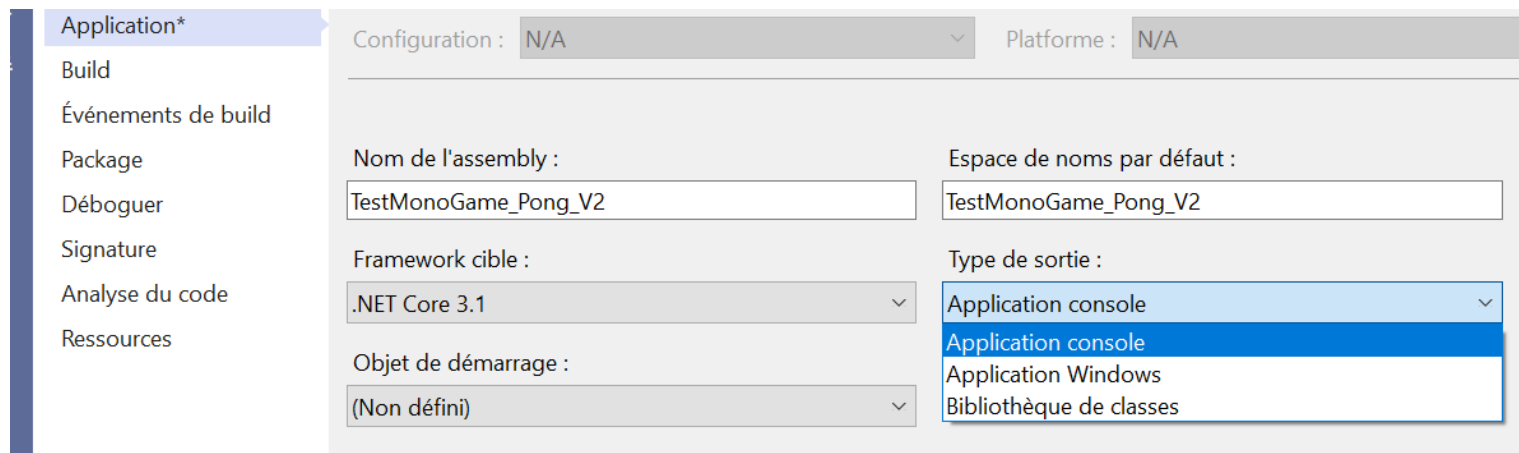 Application*
Build
Événements de build
Package
Déboguer
Signature
Analyse du code
Ressources
Configuration : N/A Plateforme : N/A
Nom de l'assembly : Espace de noms par défaut :
TestMonoGame_Pong_V2 TestMonoGame_Pong_V2
Framework cible : Type de sortie :
.NET Core 3.1 Application console
Application console
Application Windows
Bibliothèque de classes
Objet de démarrage :
(Non défini)